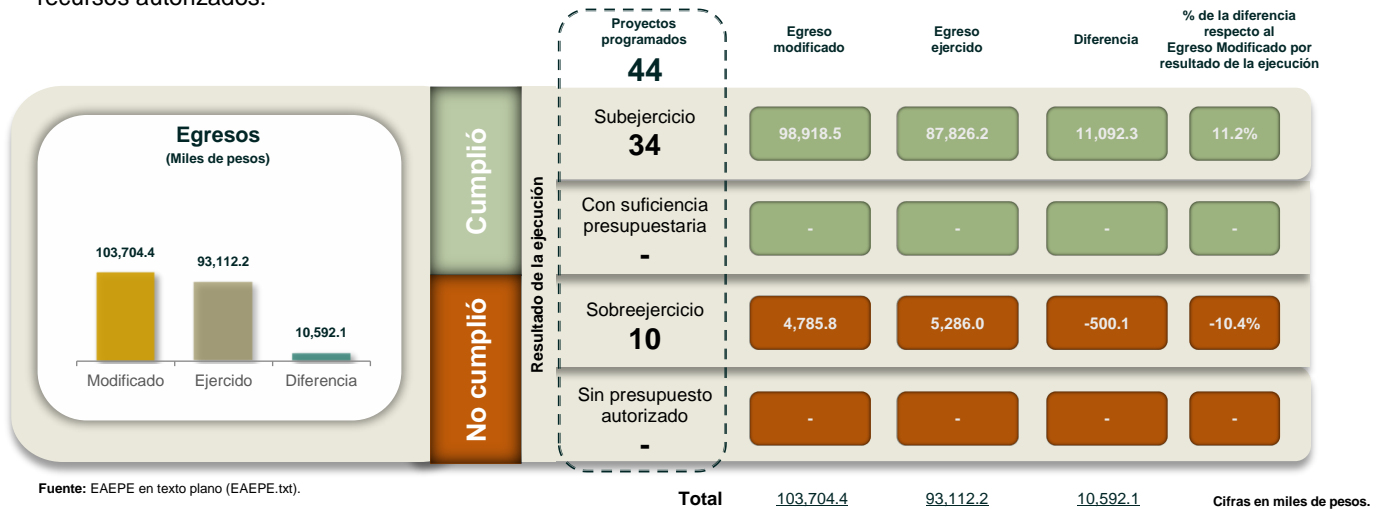 recursos autorizados.
Proyectos
programados
44
Egreso
modificado
Egreso
ejercido
Diferencia
% de la diferencia
respecto al
Egreso Modificado por
resultado de la ejecución
Egresos
(Miles de pesos)
103,704.4
93,112.2
10,592.1
Modificado
Ejercido
Diferencia
Cumplió
No cumplió
Resultado de la ejecución
Subejercicio
34
98,918.5
87,826.2
11,092.3
11.2%
Con suficiencia
presupuestaria
-
-
-
-
-
Sobreejercicio
10
4,785.8
5,286.0
-500.1
-10.4%
Sin presupuesto
autorizado
-
-
-
-
-
Fuente: EAEPE en texto plano (EAEPE.txt).
Total 103,704.4 93,112.2 10,592.1 Cifras en miles de pesos.